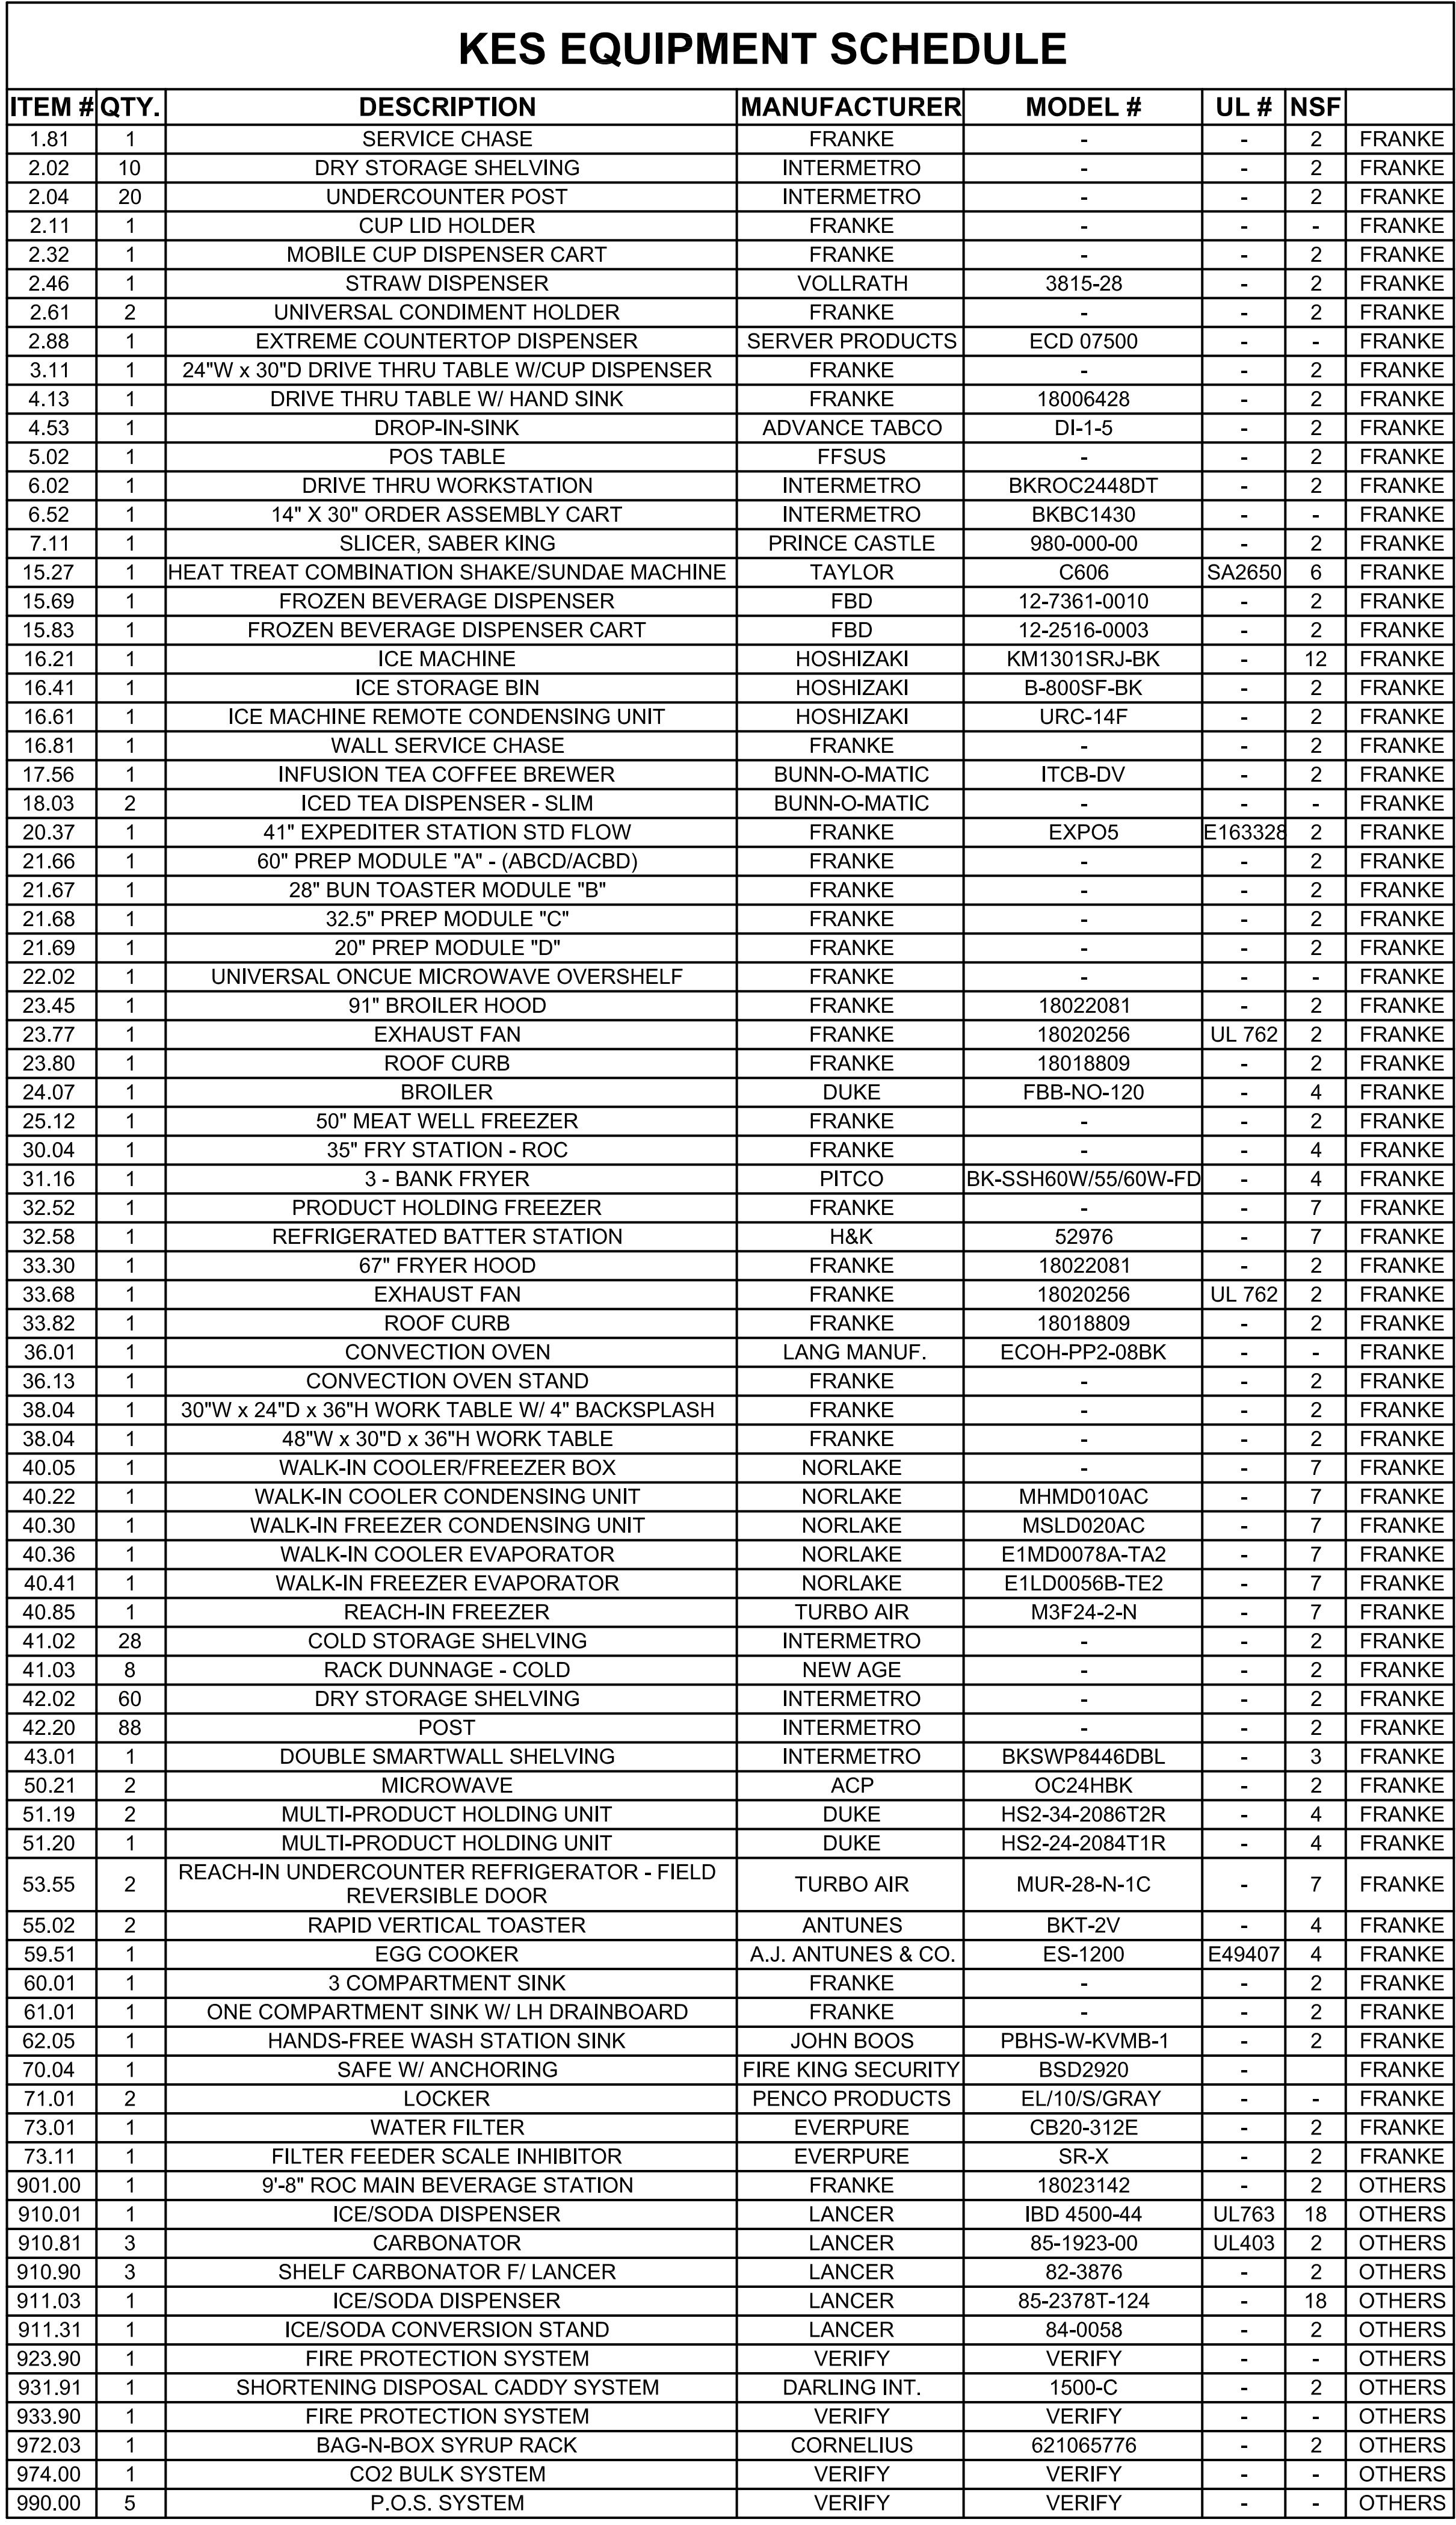 KES EQUIPMENT SCHEDULE
ITEM # QTY. DESCRIPTION MANUFACTURER MODEL # UL # NSF
1.81 1 SERVICE CHASE FRANKE - - 2 FRANKE
2.02 10 DRY STORAGE SHELVING INTERMETRO - - 2 FRANKE
2.04 20 UNDERCOUNTER POST INTERMETRO - - 2 FRANKE
2.11 1 CUP LID HOLDER FRANKE - - - FRANKE
2.32 1 MOBILE CUP DISPENSER CART FRANKE - - 2 FRANKE
2.46 1 STRAW DISPENSER VOLLRATH 3815-28 - 2 FRANKE
2.61 2 UNIVERSAL CONDIMENT HOLDER FRANKE - - 2 FRANKE
2.88 1 EXTREME COUNTERTOP DISPENSER SERVER PRODUCTS ECD 07500 - - FRANKE
3.11 1 24"W x 30"D DRIVE THRU TABLE W/CUP DISPENSER FRANKE - - 2 FRANKE
4.13 1 DRIVE THRU TABLE W/ HAND SINK FRANKE 18006428 - 2 FRANKE
4.53 1 DROP-IN-SINK ADVANCE TABCO DI-1-5 - 2 FRANKE
5.02 1 POS TABLE FFSUS - - 2 FRANKE
6.02 1 DRIVE THRU WORKSTATION INTERMETRO BKROC2448DT - 2 FRANKE
6.52 1 14" X 30" ORDER ASSEMBLY CART INTERMETRO BKBC1430 - - FRANKE
7.11 1 SLICER, SABER KING PRINCE CASTLE 980-000-00 - 2 FRANKE
15.27 1 HEAT TREAT COMBINATION SHAKE/SUNDAE MACHINE TAYLOR C606 SA2650 6 FRANKE
15.69 1 FROZEN BEVERAGE DISPENSER FBD 12-7361-0010 - 2 FRANKE
15.83 1 FROZEN BEVERAGE DISPENSER CART FBD 12-2516-0003 - 2 FRANKE
16.21 1 ICE MACHINE HOSHIZAKI KM1301SRJ-BK - 12 FRANKE
16.41 1 ICE STORAGE BIN HOSHIZAKI B-800SF-BK - 2 FRANKE
16.61 1 ICE MACHINE REMOTE CONDENSING UNIT HOSHIZAKI URC-14F - 2 FRANKE
16.81 1 WALL SERVICE CHASE FRANKE - - 2 FRANKE
17.56 1 INFUSION TEA COFFEE BREWER BUNN-O-MATIC ITCB-DV - 2 FRANKE
18.03 2 ICED TEA DISPENSER - SLIM BUNN-O-MATIC - - - FRANKE
20.37 1 41" EXPEDITER STATION STD FLOW FRANKE EXPO5 E163328 2 FRANKE
21.66 1 60" PREP MODULE "A" - (ABCD/ACBD) FRANKE - - 2 FRANKE
21.67 1 28" BUN TOASTER MODULE "B" FRANKE - - 2 FRANKE
21.68 1 32.5" PREP MODULE "C" FRANKE - - 2 FRANKE
21.69 1 20" PREP MODULE "D" FRANKE - - 2 FRANKE
22.02 1 UNIVERSAL ONCUE MICROWAVE OVERSHELF FRANKE - - - FRANKE
23.45 1 91" BROILER HOOD FRANKE 18022081 - 2 FRANKE
23.77 1 EXHAUST FAN FRANKE 18020256 UL 762 2 FRANKE
23.80 1 ROOF CURB FRANKE 18018809 - 2 FRANKE
24.07 1 BROILER DUKE FBB-NO-120 - 4 FRANKE
25.12 1 50" MEAT WELL FREEZER FRANKE - - 2 FRANKE
30.04 1 35" FRY STATION - ROC FRANKE - - 4 FRANKE
31.16 1 3 - BANK FRYER PITCO BK-SSH60W/55/60W-FD - 4 FRANKE
32.52 1 PRODUCT HOLDING FREEZER FRANKE - - 7 FRANKE
32.58 1 REFRIGERATED BATTER STATION H&K 52976 - 7 FRANKE
33.30 1 67" FRYER HOOD FRANKE 18022081 - 2 FRANKE
33.68 1 EXHAUST FAN FRANKE 18020256 UL 762 2 FRANKE
33.82 1 ROOF CURB FRANKE 18018809 - 2 FRANKE
36.01 1 CONVECTION OVEN LANG MANUF. ECOH-PP2-08BK - - FRANKE
36.13 1 CONVECTION OVEN STAND FRANKE - - 2 FRANKE
38.04 1 30"W x 24"D x 36"H WORK TABLE W/ 4" BACKSPLASH FRANKE - - 2 FRANKE
38.04 1 48"W x 30"D x 36"H WORK TABLE FRANKE - - 2 FRANKE
40.05 1 WALK-IN COOLER/FREEZER BOX NORLAKE - - 7 FRANKE
40.22 1 WALK-IN COOLER CONDENSING UNIT NORLAKE MHMD010AC - 7 FRANKE
40.30 1 WALK-IN FREEZER CONDENSING UNIT NORLAKE MSLD020AC - 7 FRANKE
40.36 1 WALK-IN COOLER EVAPORATOR NORLAKE E1MD0078A-TA2 - 7 FRANKE
40.41 1 WALK-IN FREEZER EVAPORATOR NORLAKE E1LD0056B-TE2 - 7 FRANKE
40.85 1 REACH-IN FREEZER TURBO AIR M3F24-2-N - 7 FRANKE
41.02 28 COLD STORAGE SHELVING INTERMETRO - - 2 FRANKE
41.03 8 RACK DUNNAGE - COLD NEW AGE - - 2 FRANKE
42.02 60 DRY STORAGE SHELVING INTERMETRO - - 2 FRANKE
42.20 88 POST INTERMETRO - - 2 FRANKE
43.01 1 DOUBLE SMARTWALL SHELVING INTERMETRO BKSWP8446DBL - 3 FRANKE
50.21 2 MICROWAVE ACP OC24HBK - 2 FRANKE
51.19 2 MULTI-PRODUCT HOLDING UNIT DUKE HS2-34-2086T2R - 4 FRANKE
51.20 1 MULTI-PRODUCT HOLDING UNIT DUKE HS2-24-2084T1R - 4 FRANKE
53.55 2 REACH-IN UNDERCOUNTER REFRIGERATOR - FIELD
REVERSIBLE DOOR TURBO AIR MUR-28-N-1C - 7 FRANKE
55.02 2 RAPID VERTICAL TOASTER ANTUNES BKT-2V - 4 FRANKE
59.51 1 EGG COOKER A.J. ANTUNES & CO. ES-1200 E49407 4 FRANKE
60.01 1 3 COMPARTMENT SINK FRANKE - - 2 FRANKE
61.01 1 ONE COMPARTMENT SINK W/ LH DRAINBOARD FRANKE - - 2 FRANKE
62.05 1 HANDS-FREE WASH STATION SINK JOHN BOOS PBHS-W-KVMB-1 - 2 FRANKE
70.04 1 SAFE W/ ANCHORING FIRE KING SECURITY BSD2920 - FRANKE
71.01 2 LOCKER PENCO PRODUCTS EL/10/S/GRAY - - FRANKE
73.01 1 WATER FILTER EVERPURE CB20-312E - 2 FRANKE
73.11 1 FILTER FEEDER SCALE INHIBITOR EVERPURE SR-X - 2 FRANKE
901.00 1 9'-8" ROC MAIN BEVERAGE STATION FRANKE 18023142 - 2 OTHERS
910.01 1 ICE/SODA DISPENSER LANCER IBD 4500-44 UL763 18 OTHERS
910.81 3 CARBONATOR LANCER 85-1923-00 UL403 2 OTHERS
910.90 3 SHELF CARBONATOR F/ LANCER LANCER 82-3876 - 2 OTHERS
911.03 1 ICE/SODA DISPENSER LANCER 85-2378T-124 - 18 OTHERS
911.31 1 ICE/SODA CONVERSION STAND LANCER 84-0058 - 2 OTHERS
923.90 1 FIRE PROTECTION SYSTEM VERIFY VERIFY - - OTHERS
931.91 1 SHORTENING DISPOSAL CADDY SYSTEM DARLING INT. 1500-C - 2 OTHERS
933.90 1 FIRE PROTECTION SYSTEM VERIFY VERIFY - - OTHERS
972.03 1 BAG-N-BOX SYRUP RACK CORNELIUS 621065776 - 2 OTHERS
974.00 1 CO2 BULK SYSTEM VERIFY VERIFY - - OTHERS
990.00 5 P.O.S. SYSTEM VERIFY VERIFY - - OTHERS